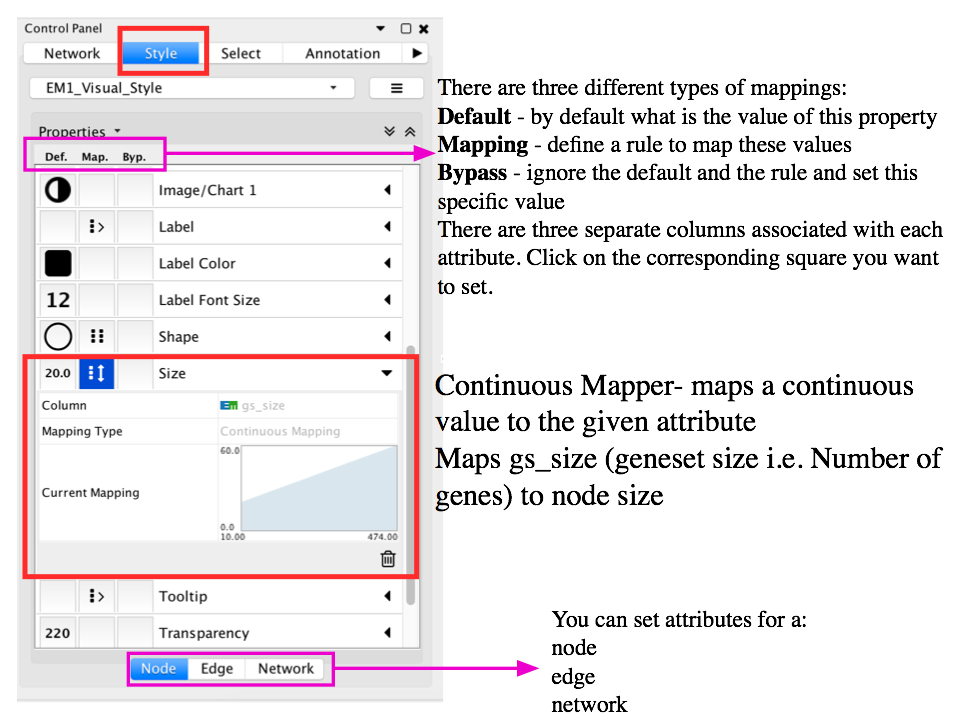 Control Panel
Network Style Select Annotation
EM1_Visual_Style
Properties
Def. Map. Byp.
Image/Chart 1
Label
Label Color
12 Label Font Size
Shape
20.0 Size
Column gs_size
Mapping Type Continuous Mapping
60.0
Current Mapping
0.0
10.00 474.00
Tooltip
220 Transparency
Node Edge Network
There are three different types of mappings:
Default - by default what is the value of this property
Mapping - define a rule to map these values
Bypass - ignore the default and the rule and set this
specific value
There are three separate columns associated with each
attribute. Click on the corresponding square you want
to set.
Continuous Mapper- maps a continuous
value to the given attribute
Maps gs_size (geneset size i.e. Number of
genes) to node size
You can set attributes for a:
node
edge
network